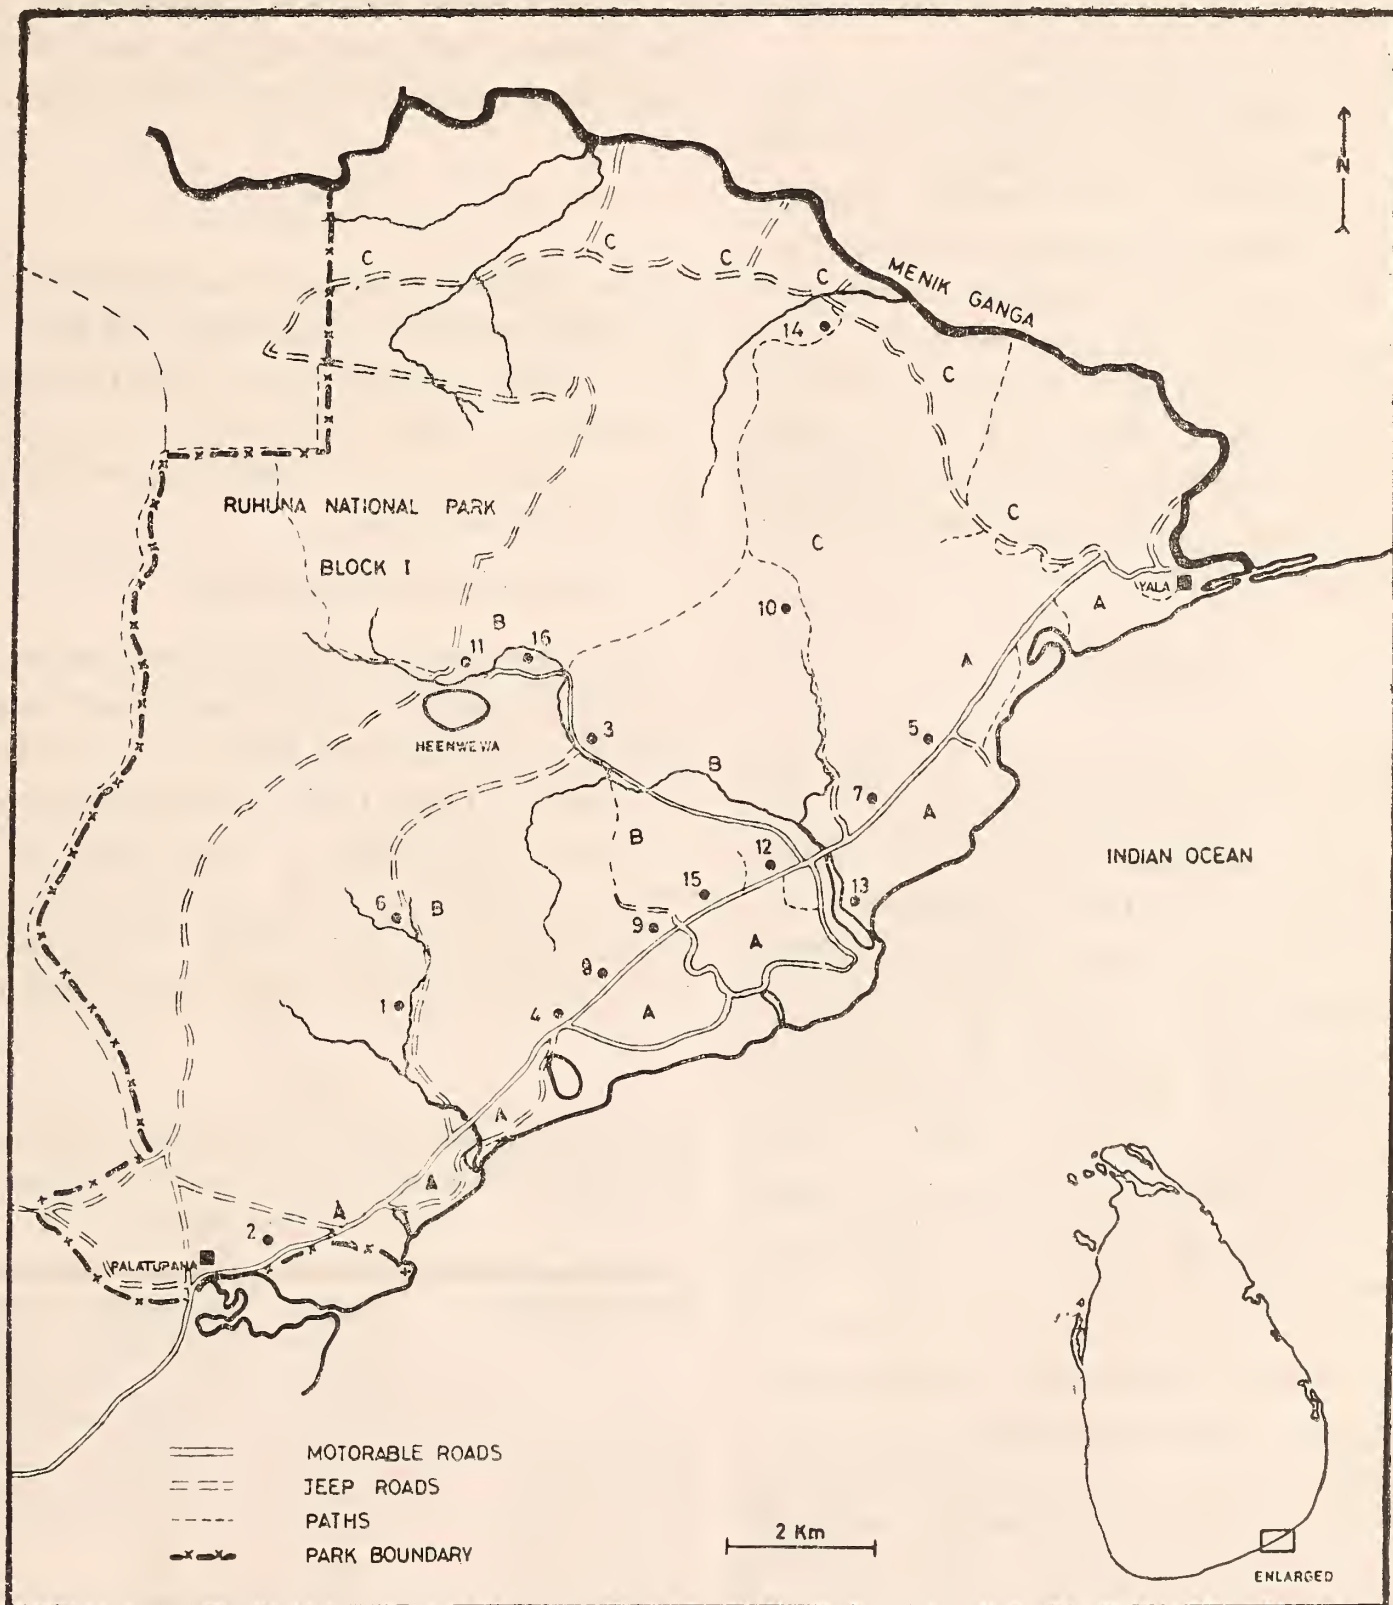 N
C
C
C
C
MENIK GANGA
14
C
RUHUNA NATIONAL PARK
C
C
BLOCK I
YALA
A
10
B
16
11
A
3
5
HEENWEWA
B
7
A
B
12
INDIAN OCEAN
15
13
6
B
9
A
8
1
4
A
A
A
A
2
PALATUPANA
MOTORABLE ROADS
JEEP ROADS
PATHS
2 Km
PARK BOUNDARY
ENLARGED